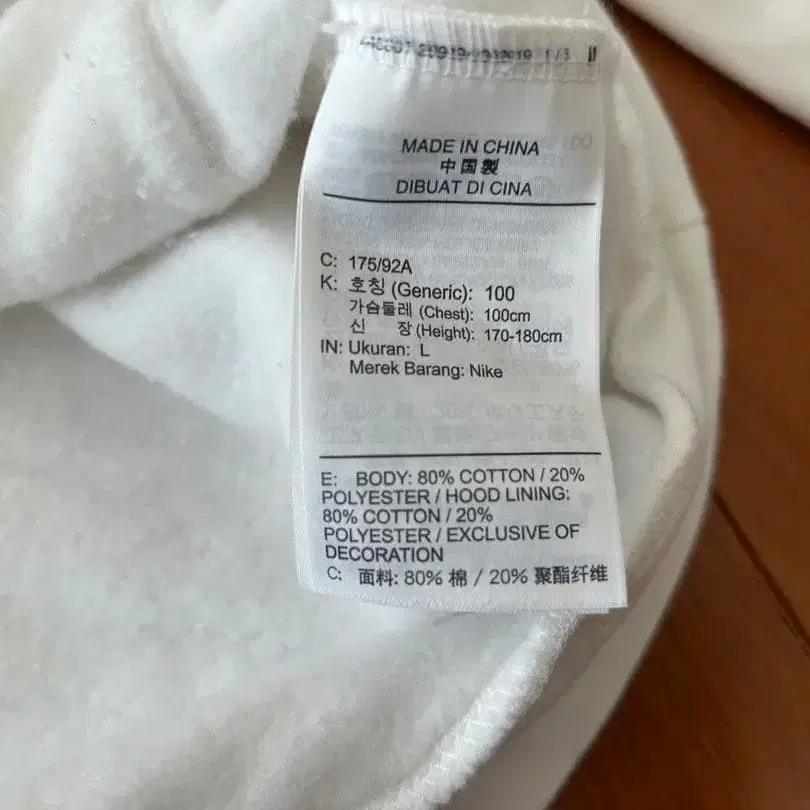 MADE IN CHINA
中国製
DIBUAT DI CINA
C: 175/92A
K: 호칭 (Generic): 100
가슴둘레 (Chest): 100cm
신 장 (Height): 170-180cm
IN: Ukuran: L
Merek Barang: Nike
E: BODY: 80% COTTON / 20%
POLYESTER / HOOD LINING:
80% COTTON / 20%
POLYESTER / EXCLUSIVE OF
DECORATION
C: 面料: 80% 棉 / 20% 聚酯纤维